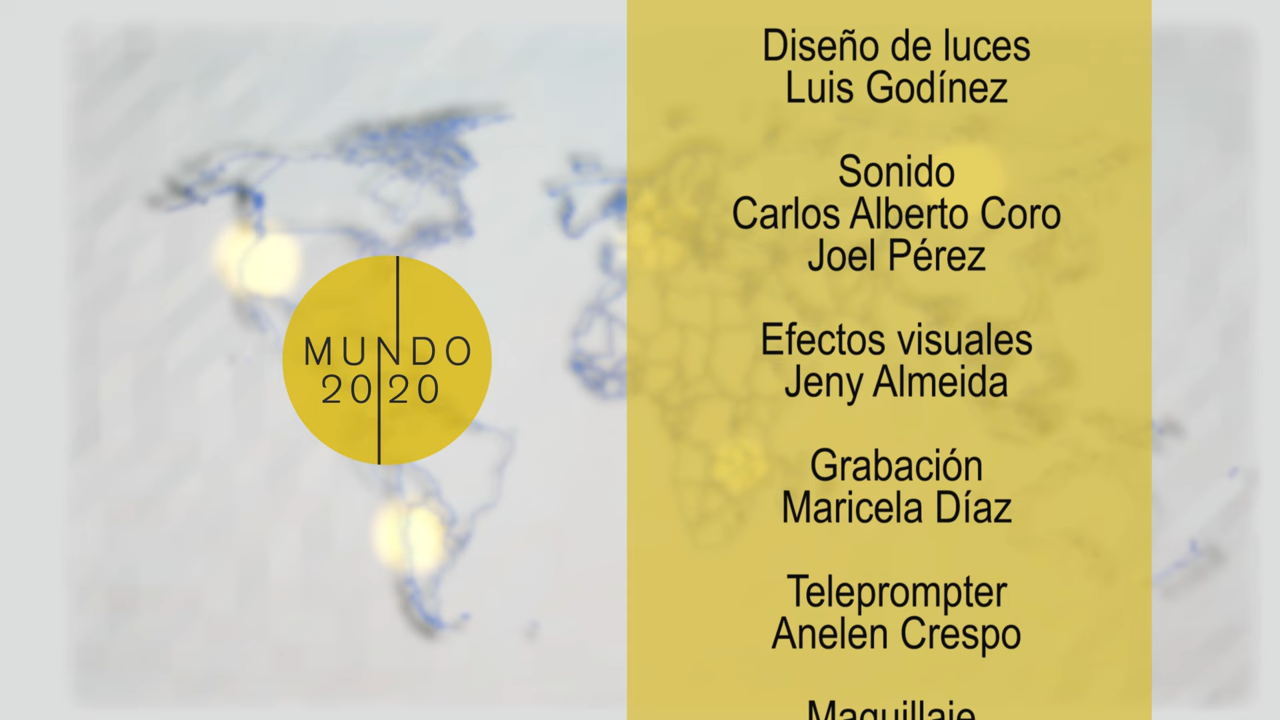 MUNDO
2020
Diseño de luces
Luis Godínez
Sonido
Carlos Alberto Coro
Joel Pérez
Efectos visuales
Jeny Almeida
Grabación
Maricela Díaz
Teleprompter
Anelen Crespo
Maquillaje